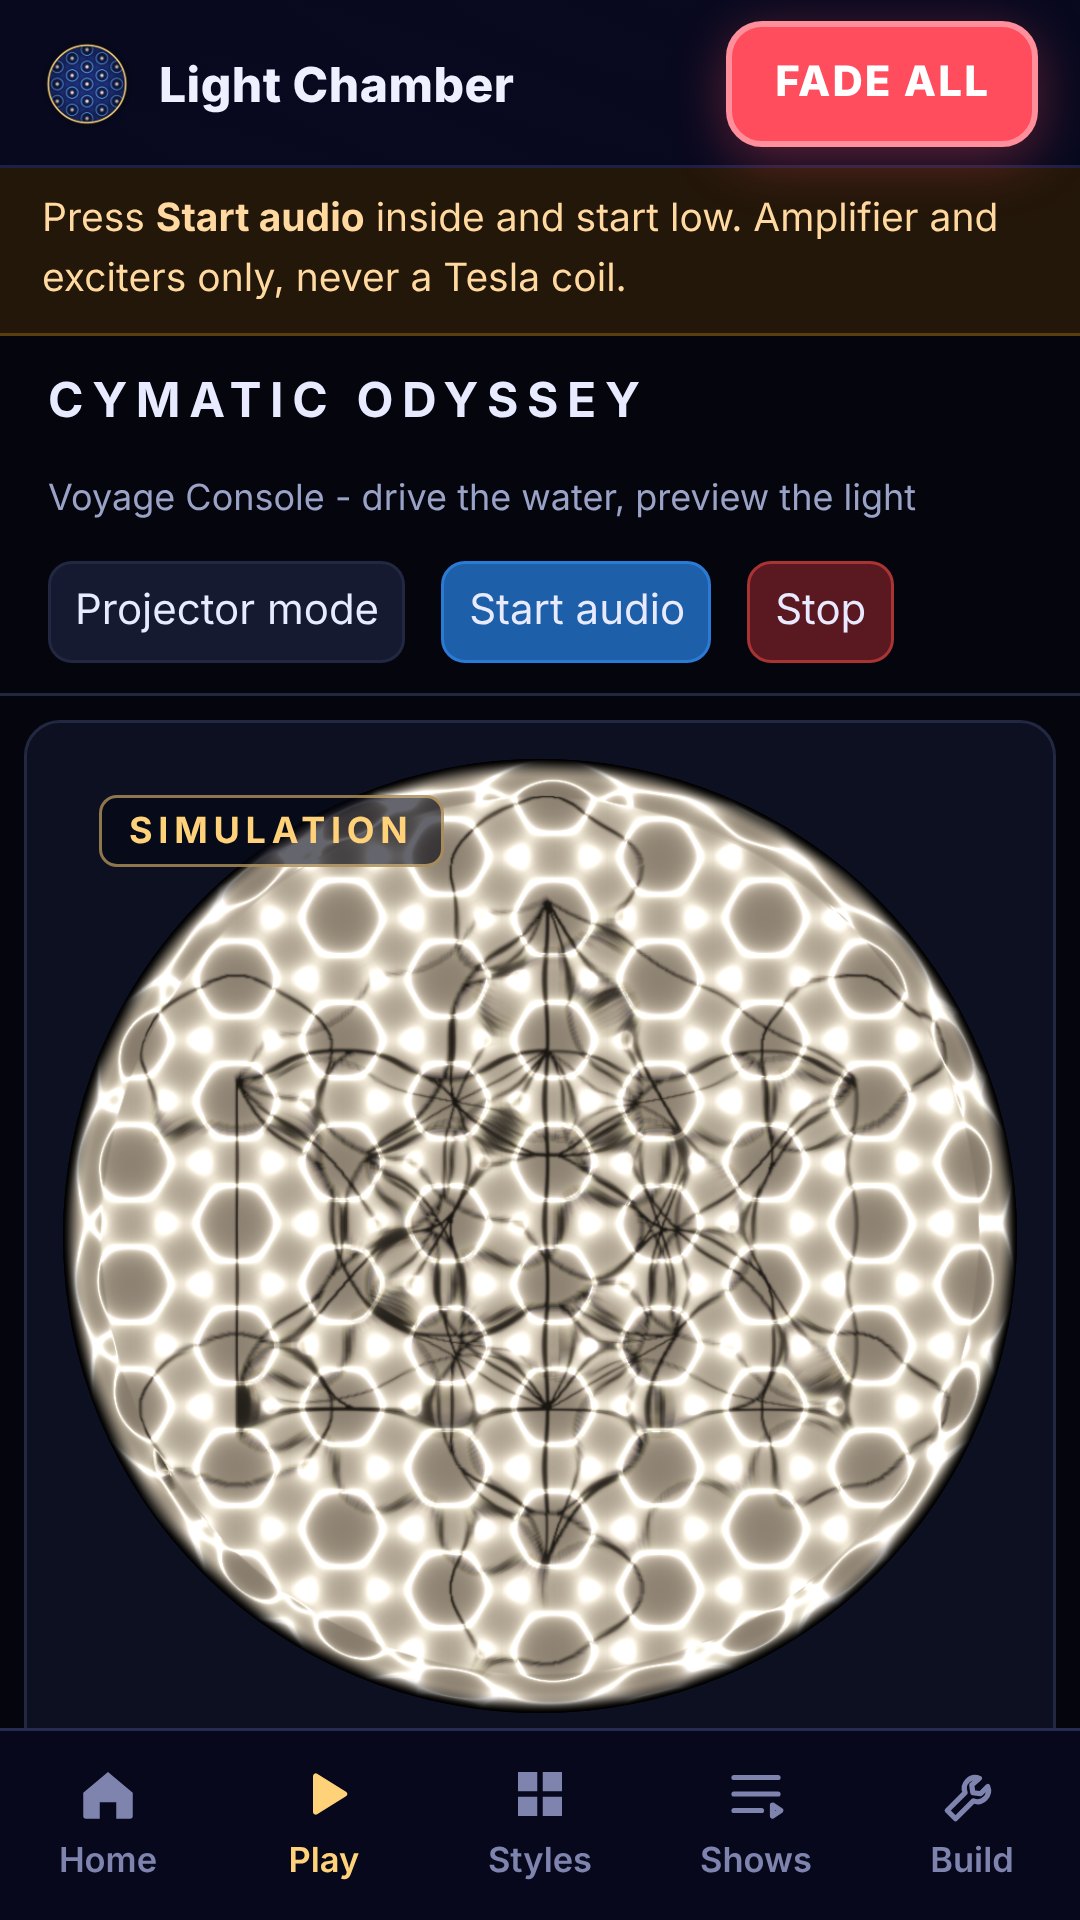 Light Chamber
FADE ALL
Press Start audio inside and start low. Amplifier and
exciters only, never a Tesla coil.
CYMATIC ODYSSEY
Voyage Console - drive the water, preview the light
Projector mode
Start audio
Stop
SIMULATION
Home
Play
Styles
Shows
Build